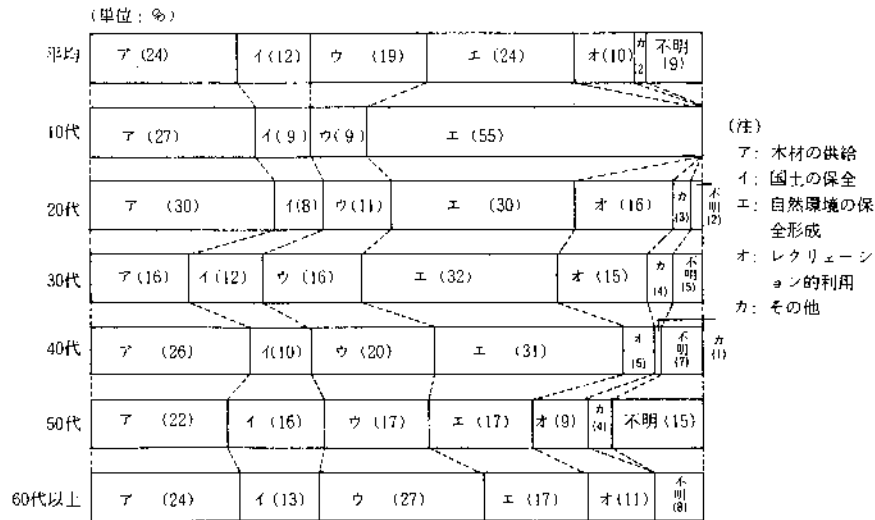 (単位：%)
平均 ア (24) イ(12) ウ (19) エ (24) オ(10) カ(2 不明(9)
10代 ア (27) イ(9) ウ(9) エ (55)
20代 ア (30) イ(8) ウ(11) エ (30) オ (16) カ(3) 不明(2)
30代 ア(16) イ(12) ウ (16) エ (32) オ (15) カ(4) 不明(5)
40代 ア (26) イ(10) ウ (20) エ (31) オ(5) 不明(7) カ(1)
50代 ア (22) イ (16) ウ (17) エ (17) オ(9) カ(4) 不明(15)
60代以上 ア (24) イ(13) ウ (27) エ (17) オ(11) 不明(8)
(注)
ア：木材の供給
イ：国土の保全
エ：自然環境の保
全形成
オ：レクリェーシ
ョン的利用
カ：その他